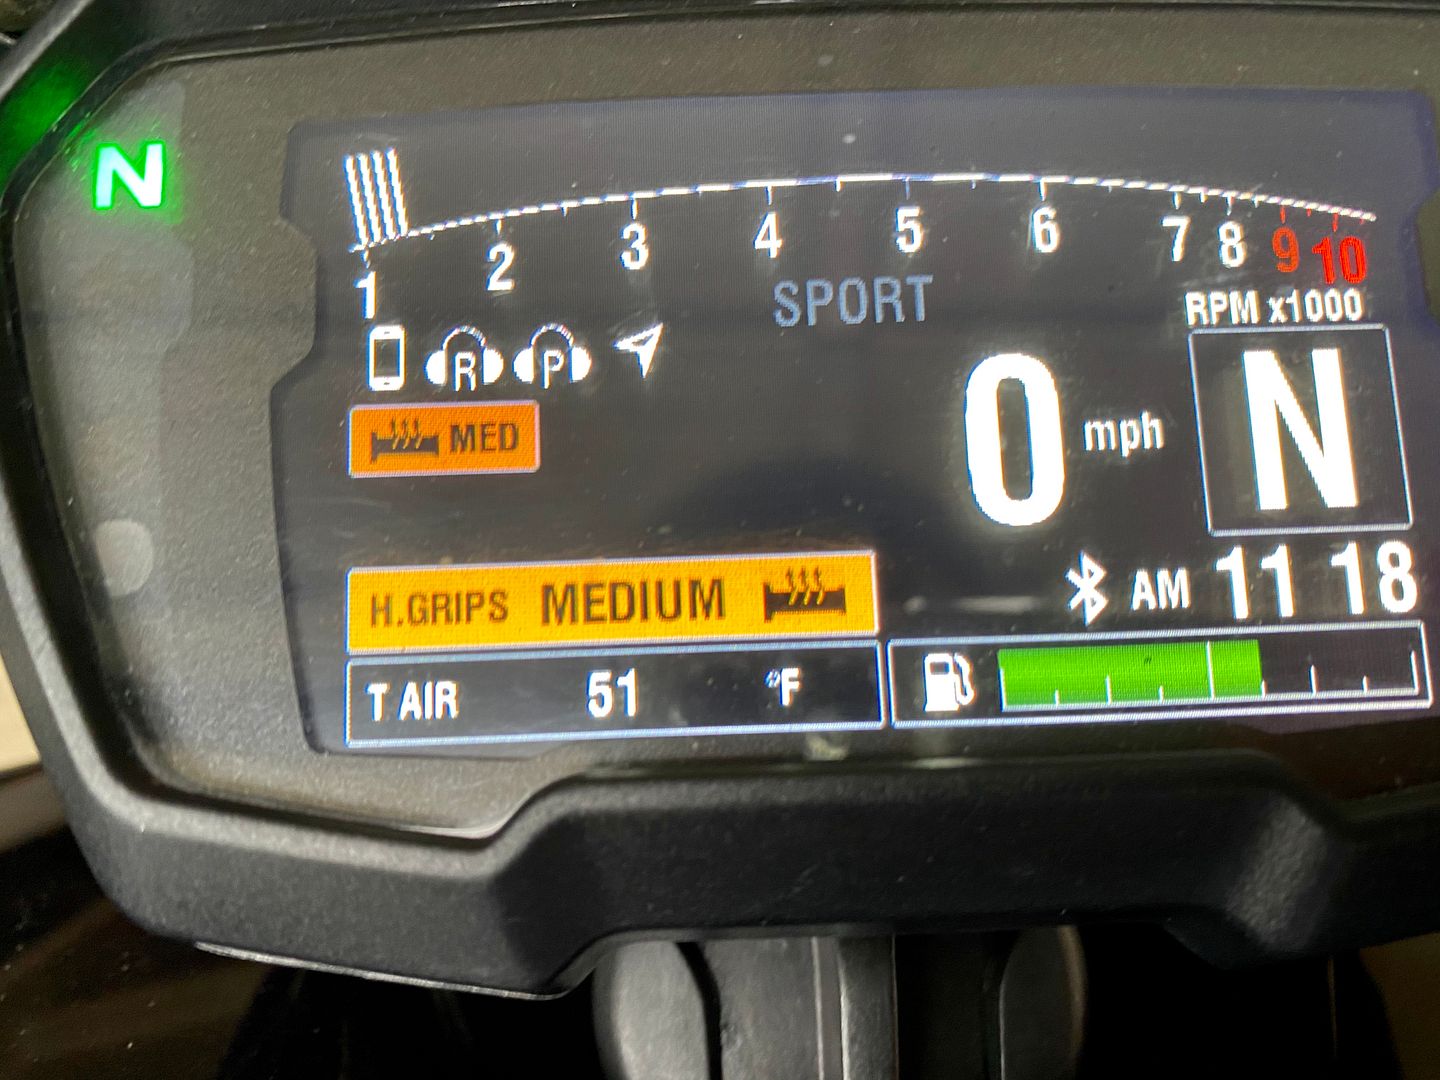 N
1 2 3 4 5 6 7 8 9 10
SPORT
RPM x1000
R P
MED
0 mph
N
H.GRIPS MEDIUM
AM 11 18
T AIR 51 °F